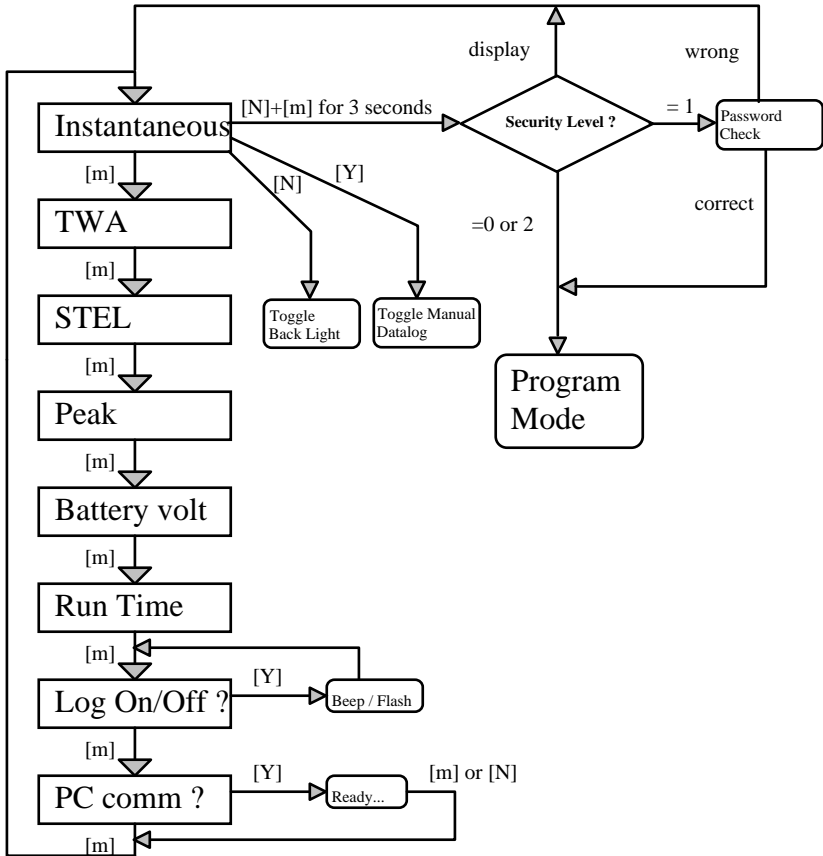 display
wrong
[N]+[m] for 3 seconds
Instantaneous
Security Level ?
= 1
Password
Check
[m]
[N]
[Y]
correct
TWA
=0 or 2
[m]
STEL
Toggle
Back Light
Toggle Manual
Datalog
[m]
Program
Mode
Peak
[m]
Battery volt
[m]
Run Time
[m]
[Y]
Log On/Off ?
Beep / Flash
[m]
[Y]
[m] or [N]
PC comm ?
Ready...
[m]